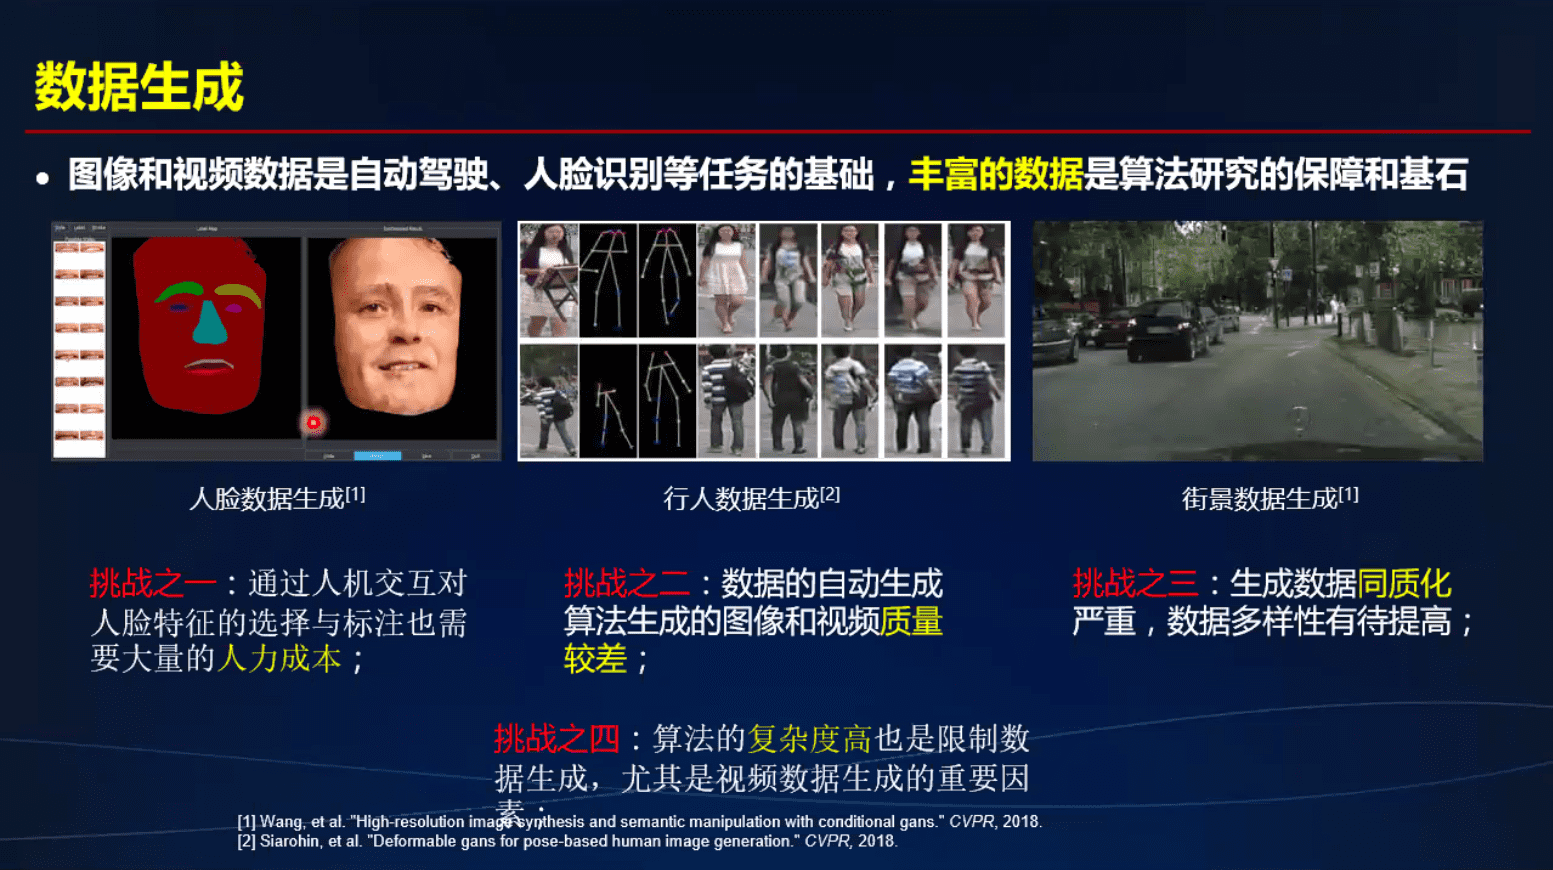 数据生成
• 图像和视频数据是自动驾驶、人脸识别等任务的基础，丰富的数据是算法研究的保障和基石
Style Label Stroke
Label Map
Synthesized Result
人脸数据生成[1]
行人数据生成[2]
街景数据生成[1]
挑战之一：通过人机交互对
人脸特征的选择与标注也需
要大量的人力成本；
挑战之二：数据的自动生成
算法生成的图像和视频质量
较差；
挑战之三：生成数据同质化
严重，数据多样性有待提高；
挑战之四：算法的复杂度高也是限制数
据生成，尤其是视频数据生成的重要因
素；
[1] Wang, et al. "High-resolution image synthesis and semantic manipulation with conditional gans." CVPR, 2018.
[2] Siarohin, et al. "Deformable gans for pose-based human image generation." CVPR, 2018.